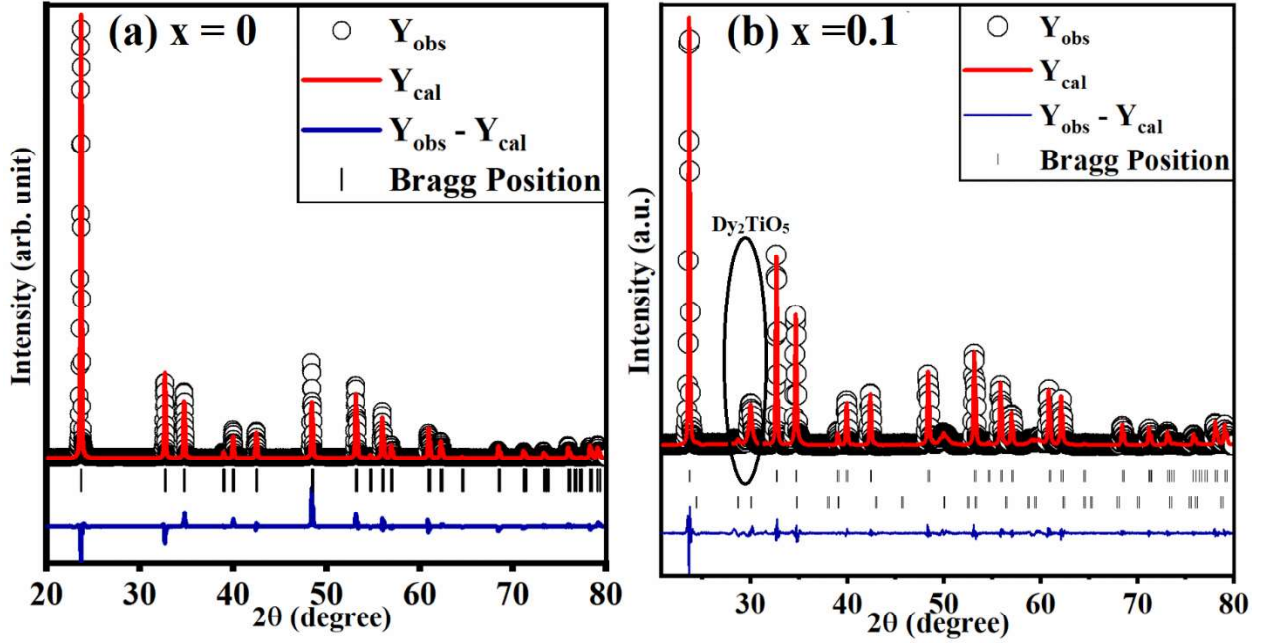 (a) x = 0
Y_obs
Y_cal
Y_obs - Y_cal
Bragg Position
Intensity (arb. unit)
20 30 40 50 60 70 80
2θ (degree)
(b) x =0.1
Y_obs
Y_cal
Y_obs - Y_cal
Bragg Position
Dy₂TiO₅
Intensity (a.u.)
30 40 50 60 70 80
2θ (degree)